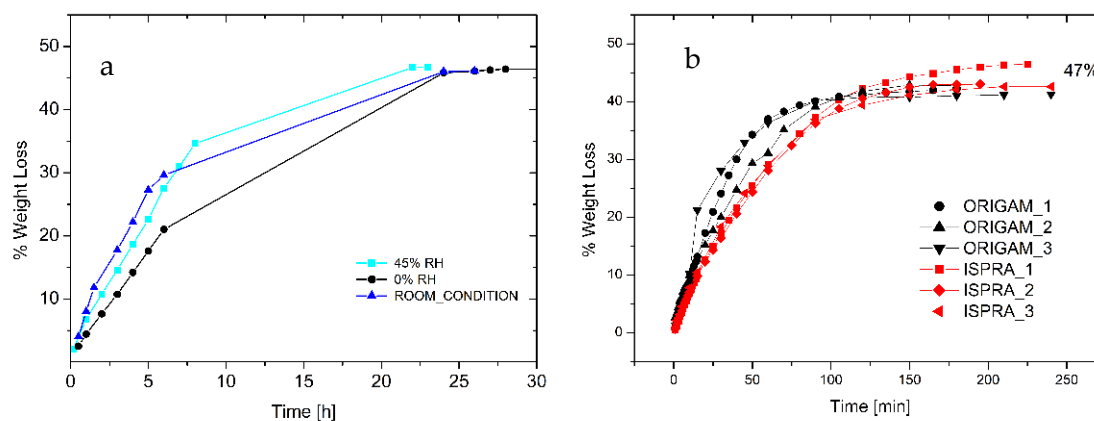 a
% Weight Loss
50
40
30
20
10
0
5
10
15
20
25
30
Time [h]
45% RH
0% RH
ROOM_CONDITION
b
% Weight Loss
50
40
30
20
10
0
0
50
100
150
200
250
Time [min]
47%
ORIGAM_1
ORIGAM_2
ORIGAM_3
ISPRA_1
ISPRA_2
ISPRA_3